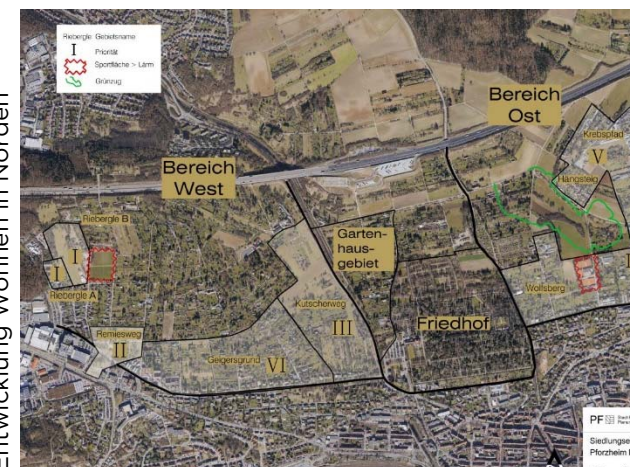 Entwicklung Wohnen im Norden
Riebergle Gebietsname
I Priorität
Sportfläche > Lärm
Grünzug
Bereich
Ost
Krebspfad
V
Hängsteig
Bereich
West
Riebergle B
I
I
Riebergle A
Garten-
haus-
gebiet
Kutscherweg
III
Friedhof
Wolfsberg
Remiesweg
II
Geigersgrund
VI
PF
Siedlungse
Pforzheim